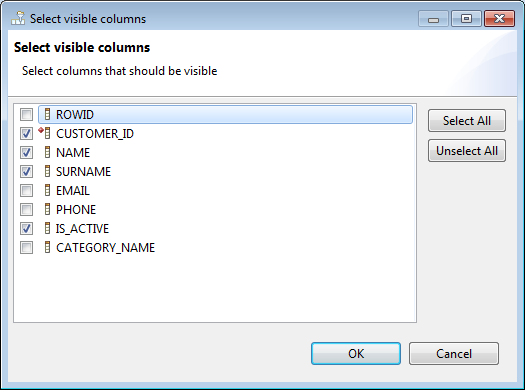 Select visible columns
Select visible columns
Select columns that should be visible
ROWID
CUSTOMER_ID
NAME
SURNAME
EMAIL
PHONE
IS_ACTIVE
CATEGORY_NAME
Select All
Unselect All
OK
Cancel